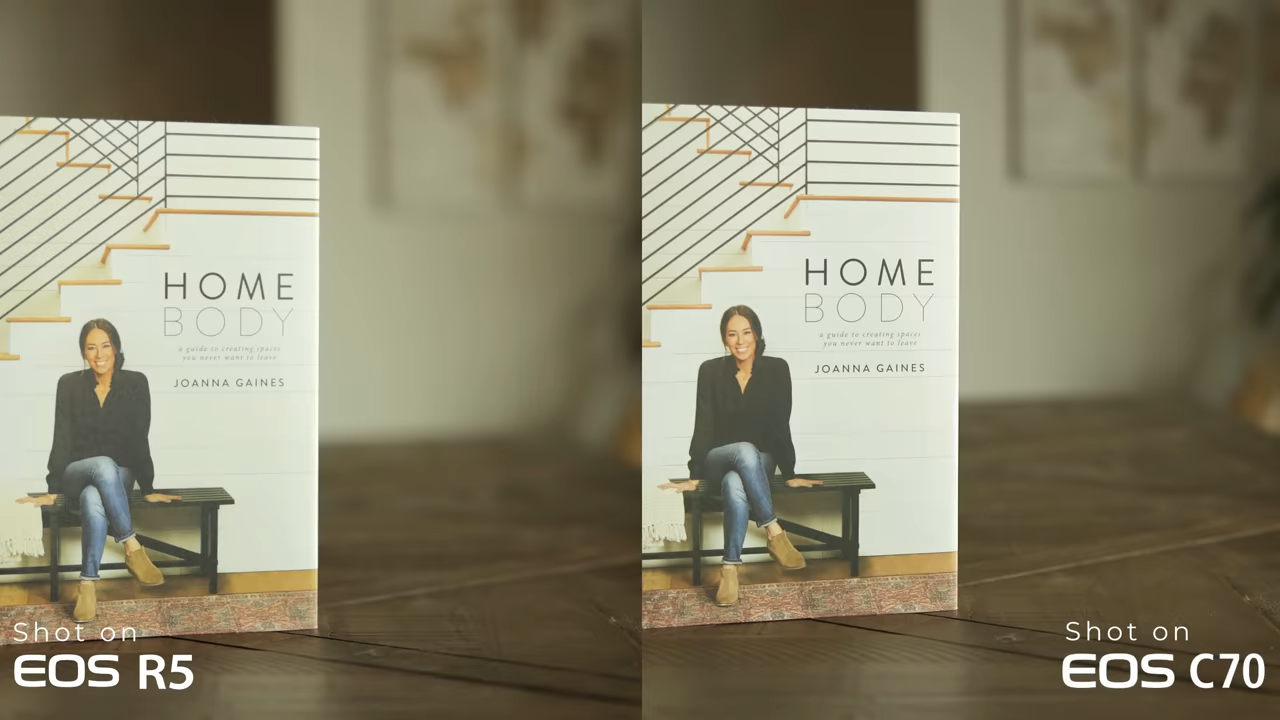 HOME
BODY
a guide to creating spaces
you never want to leave
JOANNA GAINES
Shot on
EOS R5
HOME
BODY
a guide to creating spaces
you never want to leave
JOANNA GAINES
Shot on
EOS C70